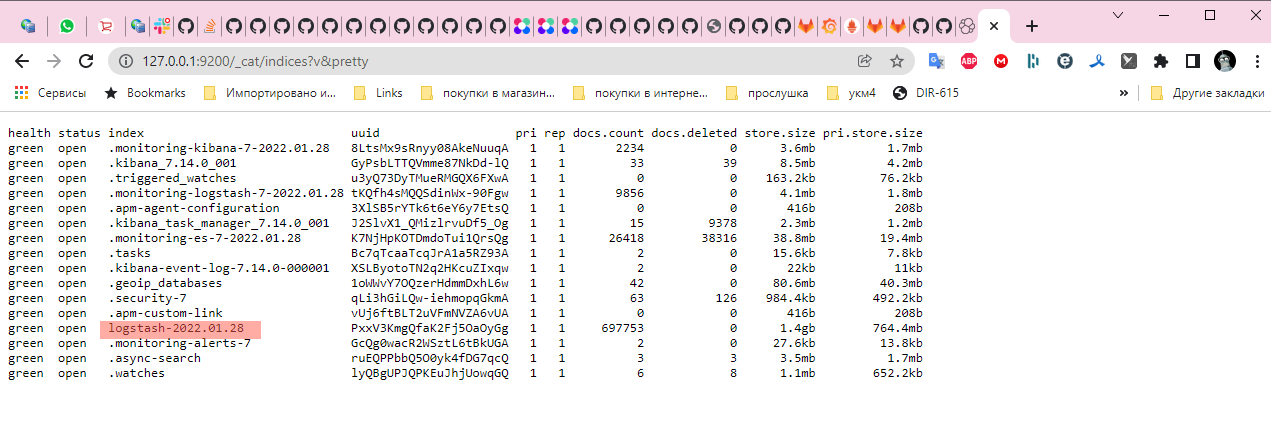 127.0.0.1:9200/_cat/indices?v&pretty
ABP
Сервисы Bookmarks Импортировано и... Links покупки в магазин... покупки в интерне... прослушка укм4 DIR-615 » Другие закладки
health status index uuid pri rep docs.count docs.deleted store.size pri.store.size
green open .monitoring-kibana-7-2022.01.28 8LtsMx9sRnyy08AkeNuuqA 1 1 2234 0 3.6mb 1.7mb
green open .kibana_7.14.0_001 GyPsbLTTQVmme87NkDd-lQ 1 1 33 39 8.5mb 4.2mb
green open .triggered_watches u3yQ73DyTMueRMGQX6FXwA 1 1 0 0 163.2kb 76.2kb
green open .monitoring-logstash-7-2022.01.28 tKQfh4sMQQSdinWx-90Fgw 1 1 9856 0 4.1mb 1.8mb
green open .apm-agent-configuration 3XlSB5rYTk6t6eY6y7EtsQ 1 1 0 0 416b 208b
green open .kibana_task_manager_7.14.0_001 J2SlvX1_QMizlrvuDf5_Og 1 1 15 9378 2.3mb 1.2mb
green open .monitoring-es-7-2022.01.28 K7NjHpKOTDmdoTui1QrsQg 1 1 26418 38316 38.8mb 19.4mb
green open .tasks Bc7qTcaaTcqJrA1a5RZ93A 1 1 2 0 15.6kb 7.8kb
green open .kibana-event-log-7.14.0-000001 XSLByotoTN2q2HKcuZIxqw 1 1 2 0 22kb 11kb
green open .geoip_databases 1oWWvY7OQzerHdmmDxhL6w 1 1 42 0 80.6mb 40.3mb
green open .security-7 qLi3hGiLQw-iehmopqGkmA 1 1 63 126 984.4kb 492.2kb
green open .apm-custom-link vUj6ftBLT2uVFmNVZA6vUA 1 1 0 0 416b 208b
green open logstash-2022.01.28 PxxV3KmgQfaK2Fj5OaOyGg 1 1 697753 0 1.4gb 764.4mb
green open .monitoring-alerts-7 GcQg0wacR2WSztL6tBkUGA 1 1 2 0 27.6kb 13.8kb
green open .async-search ruEQPPbbQ5O0yk4fDG7qcQ 1 1 3 3 3.5mb 1.7mb
green open .watches lyQBgUPJQPKEuJhjUowqGQ 1 1 6 8 1.1mb 652.2kb